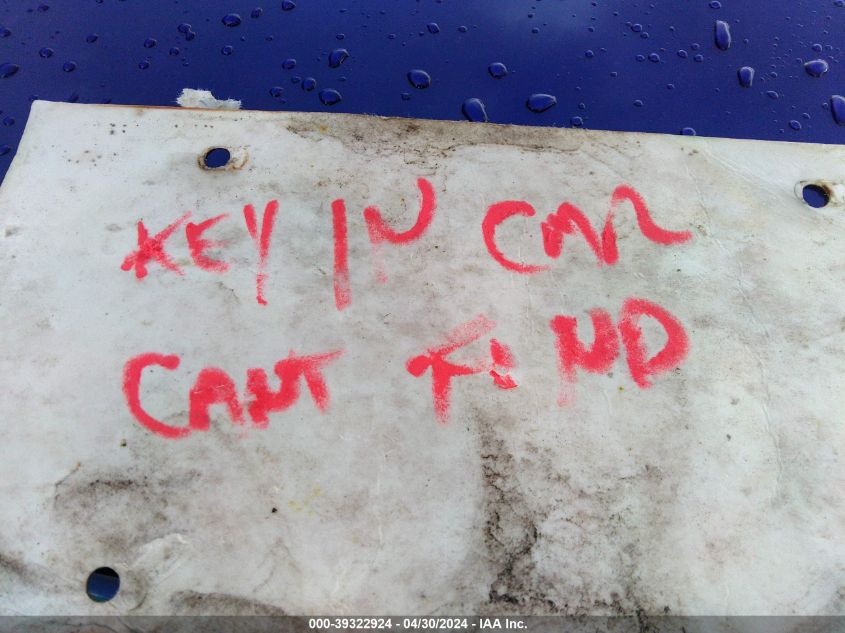 KEY IN CAR
CANT FIND
000-39322924 - 04/30/2024 - IAA Inc.